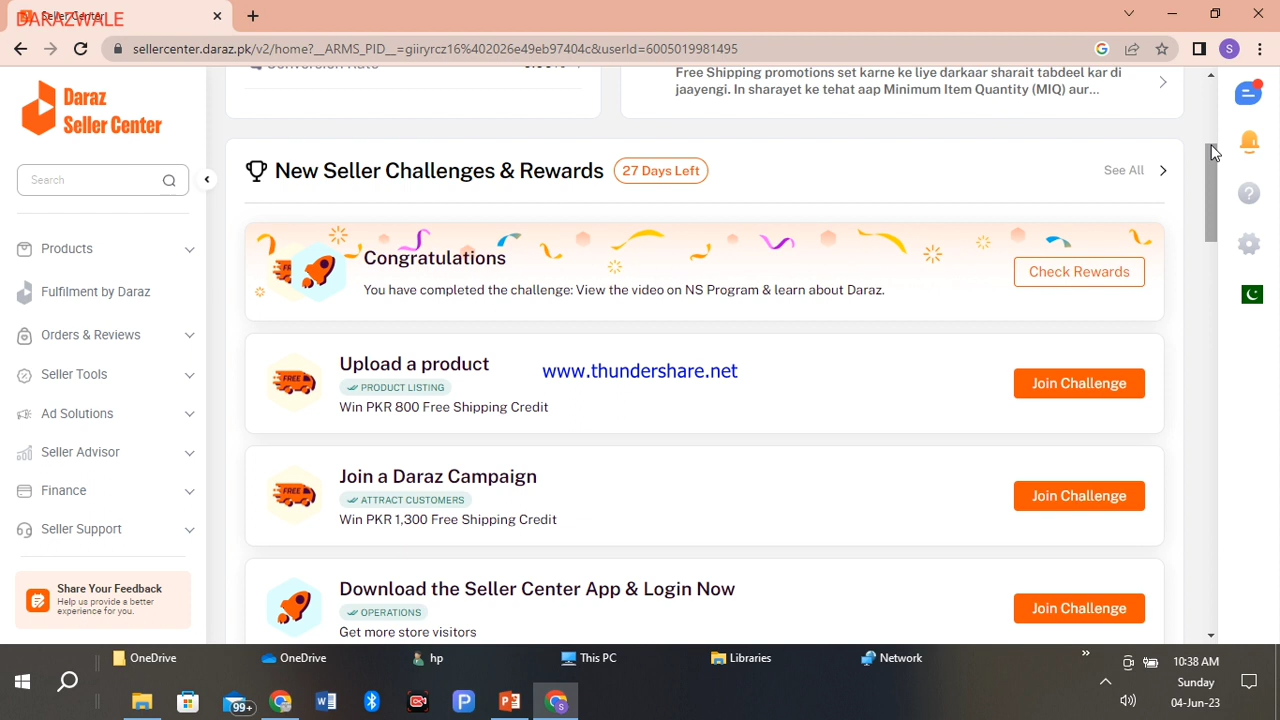 DARAZWALE
sellercenter.daraz.pk/v2/home?__ARMS_PID__=giiryrcz16%402026e49eb97404c&userId=6005019981495
S
Daraz
Seller Center
Search
Products
Fulfilment by Daraz
Orders & Reviews
Seller Tools
Ad Solutions
Seller Advisor
Finance
Seller Support
Share Your Feedback
Help us provide a better
experience for you.
Conversion Rate
Free Shipping promotions set karne ke liye darkaar sharait tabdeel kar di
jaayengi. In sharayet ke tehat aap Minimum Item Quantity (MIQ) aur...
New Seller Challenges & Rewards
27 Days Left
See All
Congratulations
You have completed the challenge: View the video on NS Program & learn about Daraz.
Check Rewards
Upload a product
PRODUCT LISTING
Win PKR 800 Free Shipping Credit
FREE
www.thundershare.net
Join Challenge
Join a Daraz Campaign
ATTRACT CUSTOMERS
Win PKR 1,300 Free Shipping Credit
FREE
Join Challenge
Download the Seller Center App & Login Now
OPERATIONS
Get more store visitors
Join Challenge
OneDrive
OneDrive
hp
This PC
Libraries
Network
99+
10:38 AM
Sunday
04-Jun-23